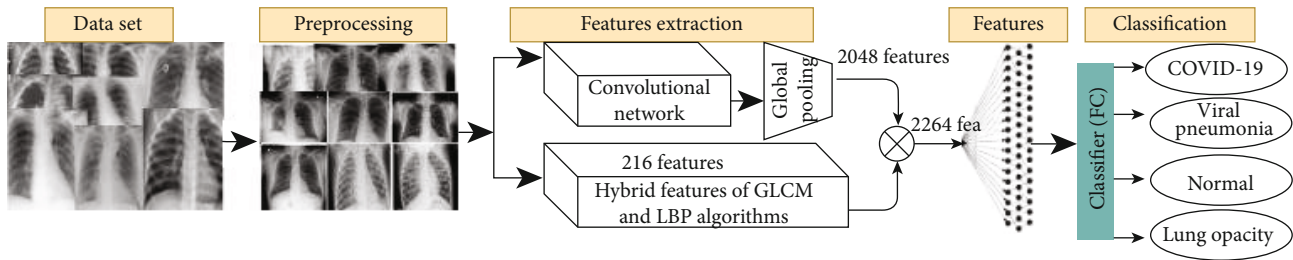 Data set
Preprocessing
Features extraction
Features
Classification
Convolutional
network
Global
pooling
2048 features
216 features
Hybrid features of GLCM
and LBP algorithms
2264 fea
Classifier (FC)
COVID-19
Viral
pneumonia
Normal
Lung opacity